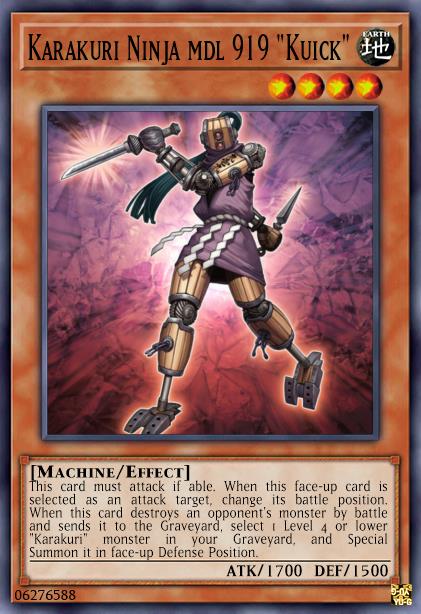 KARAKURI NINJA MDL 919 "KUICK"
EARTH
地
[MACHINE/EFFECT]
This card must attack if able. When this face-up card is
selected as an attack target, change its battle position.
When this card destroys an opponent's monster by battle
and sends it to the Graveyard, select 1 Level 4 or lower
"Karakuri" monster in your Graveyard, and Special
Summon it in face-up Defense Position.
ATK/1700 DEF/1500
06276588